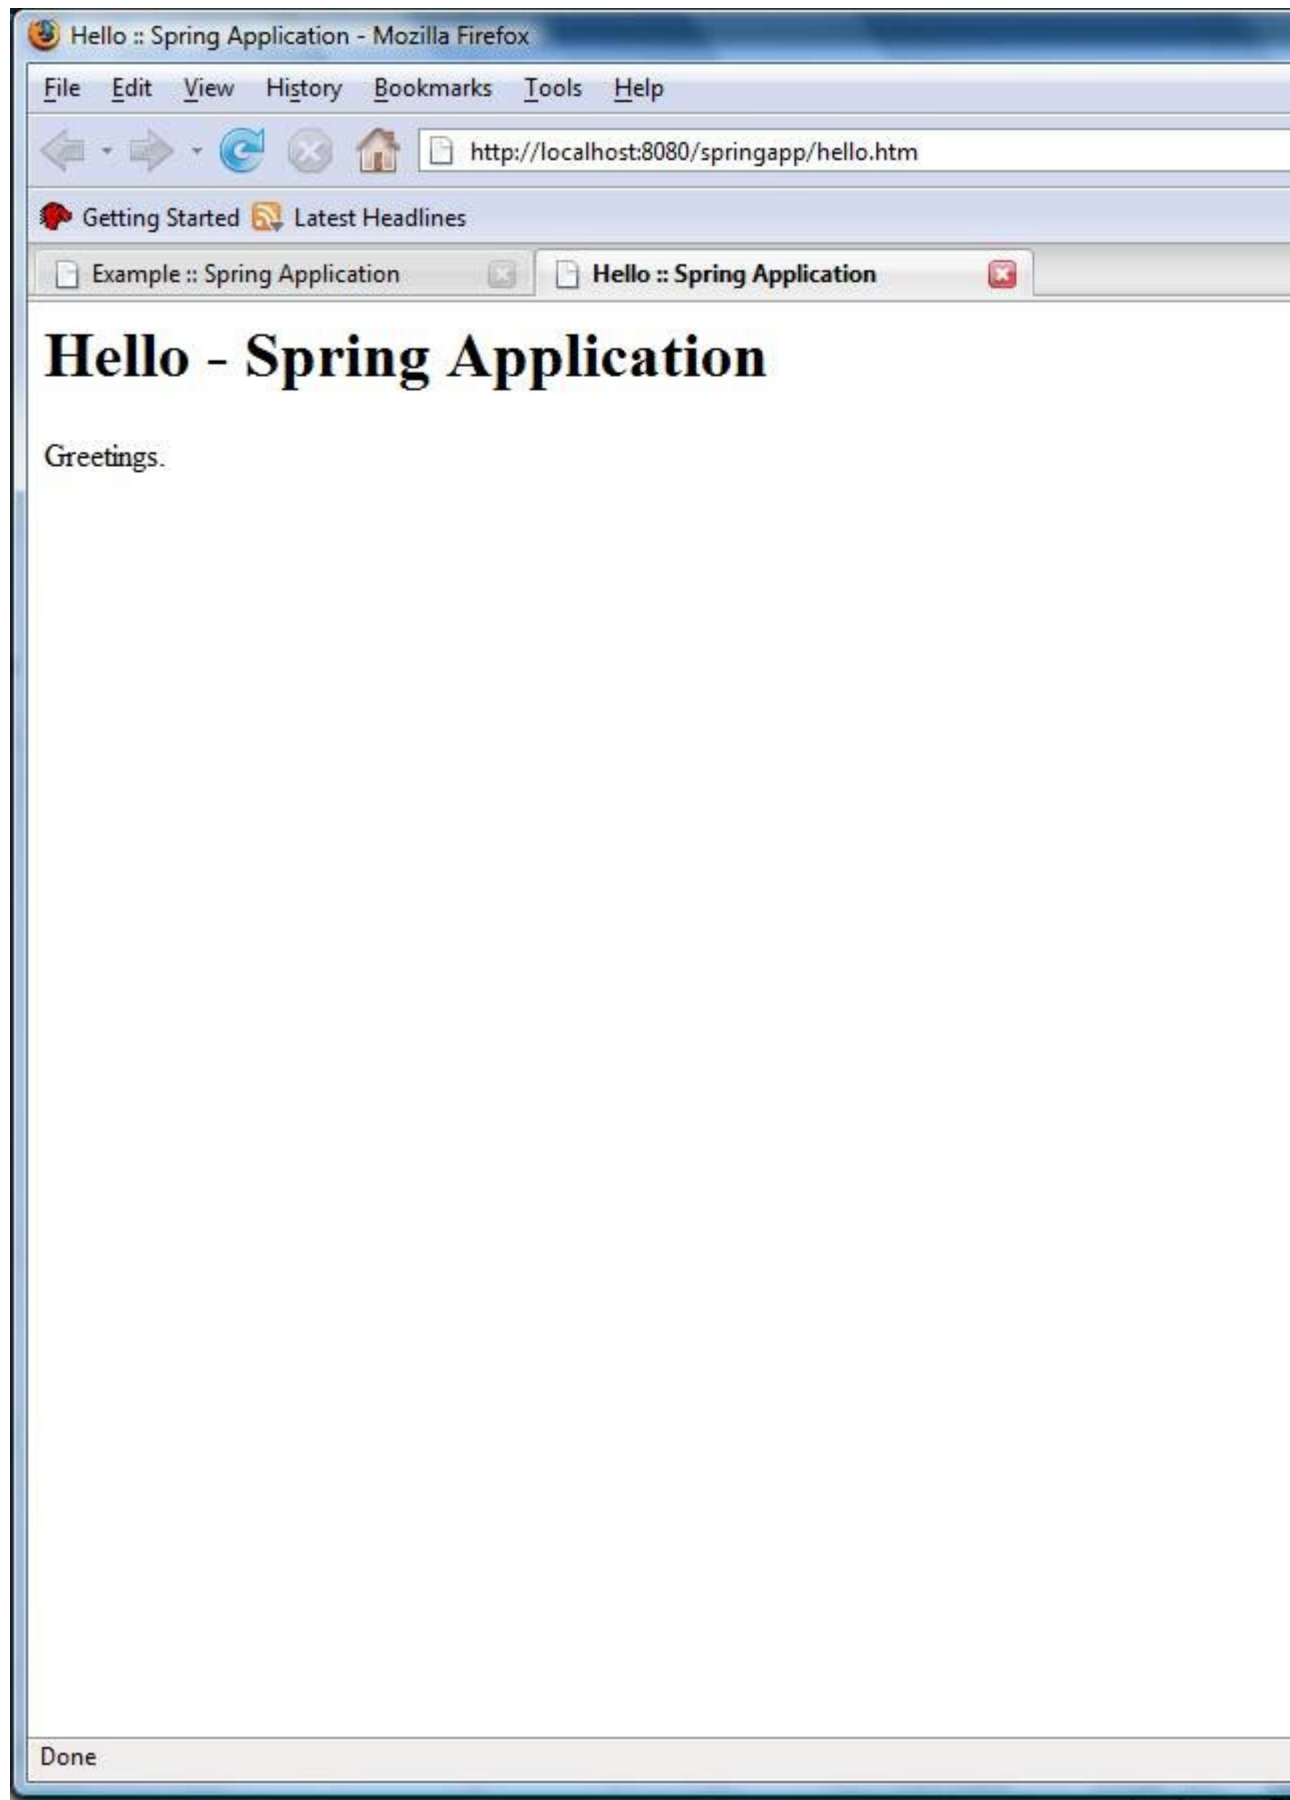 Hello :: Spring Application - Mozilla Firefox
File Edit View History Bookmarks Tools Help
http://localhost:8080/springapp/hello.htm
Getting Started Latest Headlines
Example :: Spring Application Hello :: Spring Application
Hello - Spring Application
Greetings.
Done